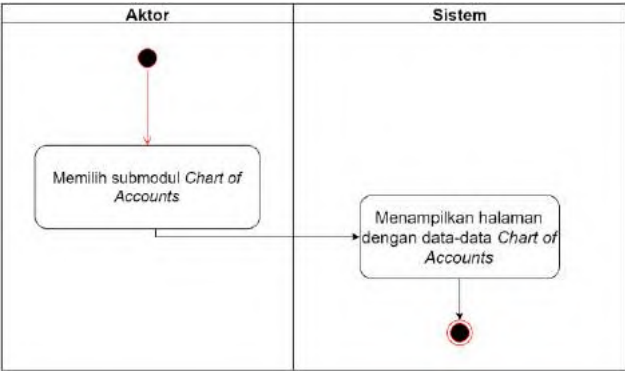 Aktor
Sistem
Memilih submodul Chart of
Accounts
Menampilkan halaman
dengan data-data Chart of
Accounts